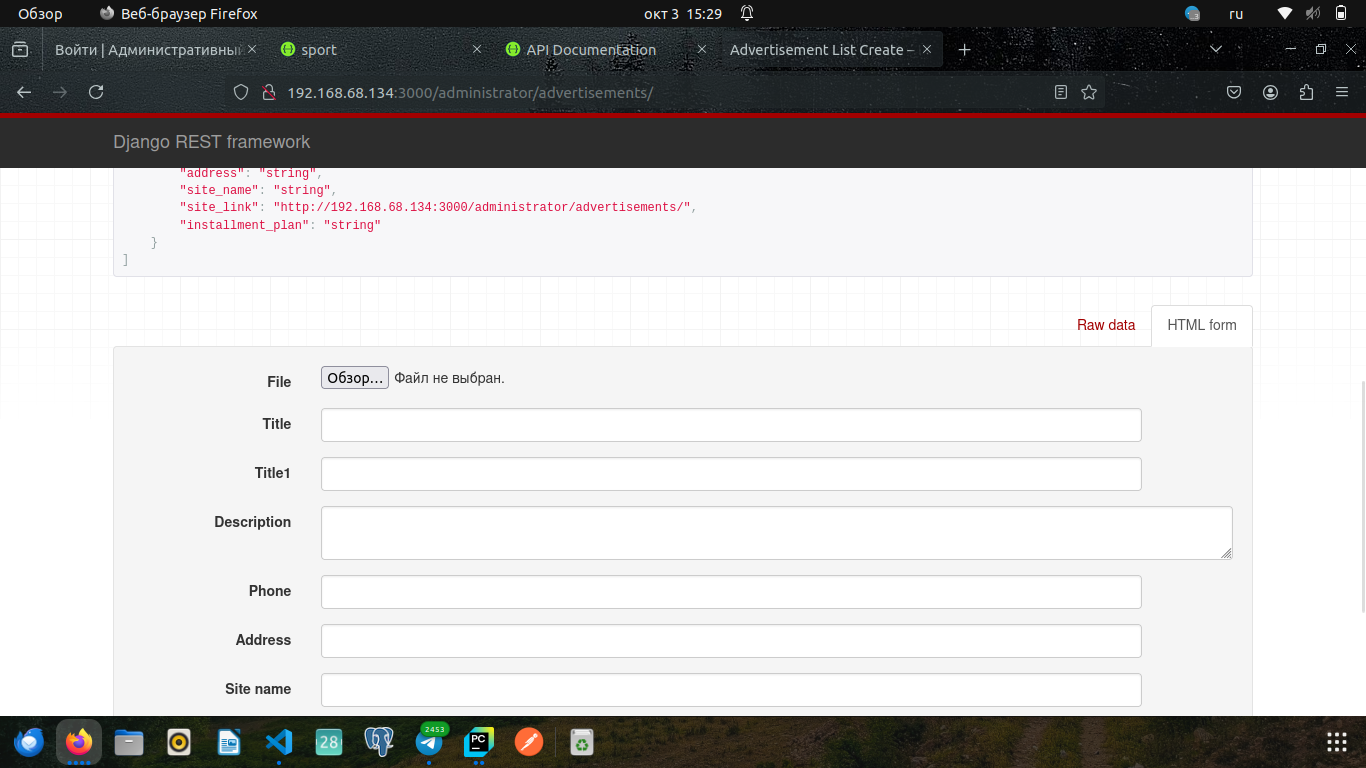 Обзор
Веб-браузер Firefox
окт 3 15:29
ru
Войти | Административны
sport
API Documentation
Advertisement List Create –
192.168.68.134:3000/administrator/advertisements/
Django REST framework
"address": "string",
"site_name": "string",
"site_link": "http://192.168.68.134:3000/administrator/advertisements/",
"installment_plan": "string"
}
]
Raw data
HTML form
File
Обзор…
Файл не выбран.
Title
Title1
Description
Phone
Address
Site name
28
2453
PC